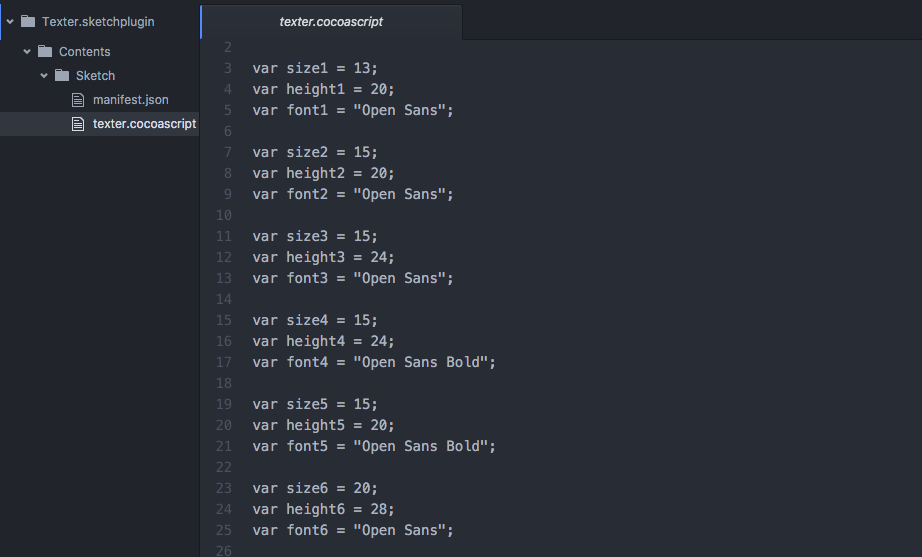 Texter.sketchplugin
Contents
Sketch
manifest.json
texter.cocoascript
texter.cocoascript
2
3 var size1 = 13;
4 var height1 = 20;
5 var font1 = "Open Sans";
6
7 var size2 = 15;
8 var height2 = 20;
9 var font2 = "Open Sans";
10
11 var size3 = 15;
12 var height3 = 24;
13 var font3 = "Open Sans";
14
15 var size4 = 15;
16 var height4 = 24;
17 var font4 = "Open Sans Bold";
18
19 var size5 = 15;
20 var height5 = 20;
21 var font5 = "Open Sans Bold";
22
23 var size6 = 20;
24 var height6 = 28;
25 var font6 = "Open Sans";
26